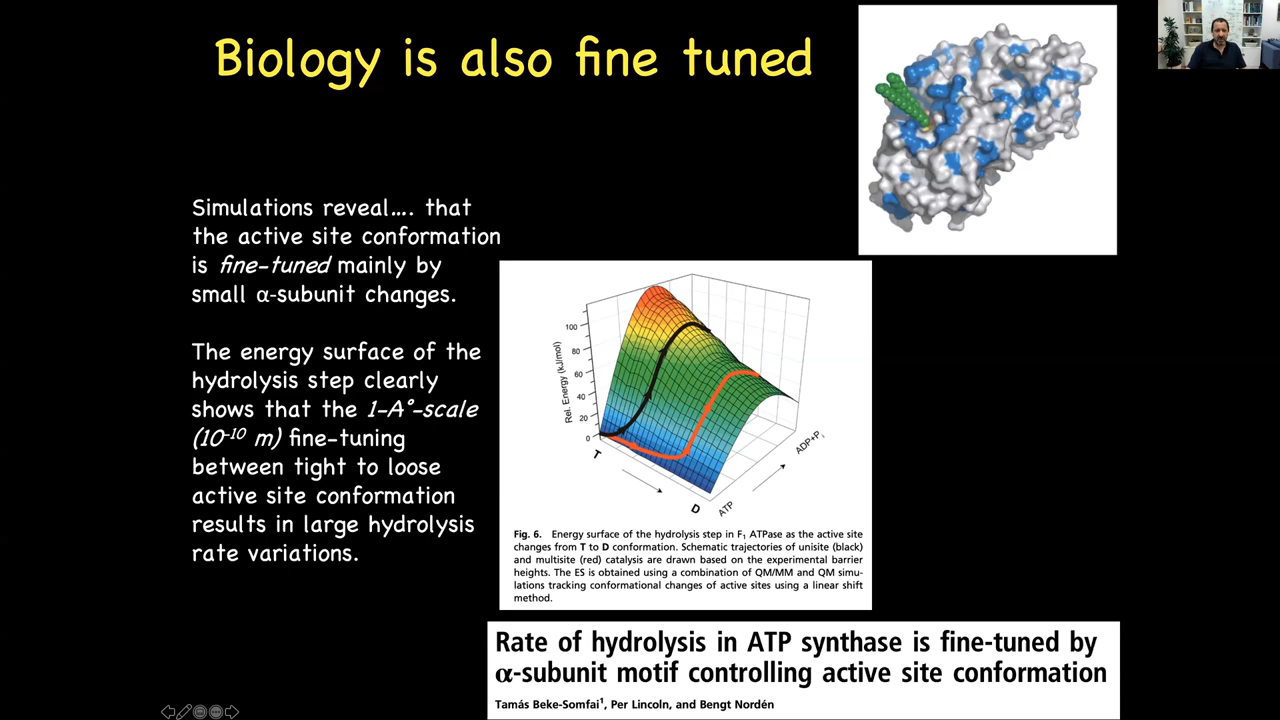 Biology is also fine tuned
Simulations reveal…. that
the active site conformation
is fine-tuned mainly by
small α-subunit changes.
The energy surface of the
hydrolysis step clearly
shows that the 1-A°-scale
(10⁻¹⁰ m) fine-tuning
between tight to loose
active site conformation
results in large hydrolysis
rate variations.
Rel. Energy (kJ/mol)
100
80
60
40
20
0
T
D
ATP
ADP+Pi
Fig. 6. Energy surface of the hydrolysis step in F₁ ATPase as the active site
changes from T to D conformation. Schematic trajectories of unisite (black)
and multisite (red) catalysis are drawn based on the experimental barrier
heights. The ES is obtained using a combination of QM/MM and QM simu-
lations tracking conformational changes of active sites using a linear shift
method.
Rate of hydrolysis in ATP synthase is fine-tuned by
α-subunit motif controlling active site conformation
Tamás Beke-Somfai¹, Per Lincoln, and Bengt Nordén